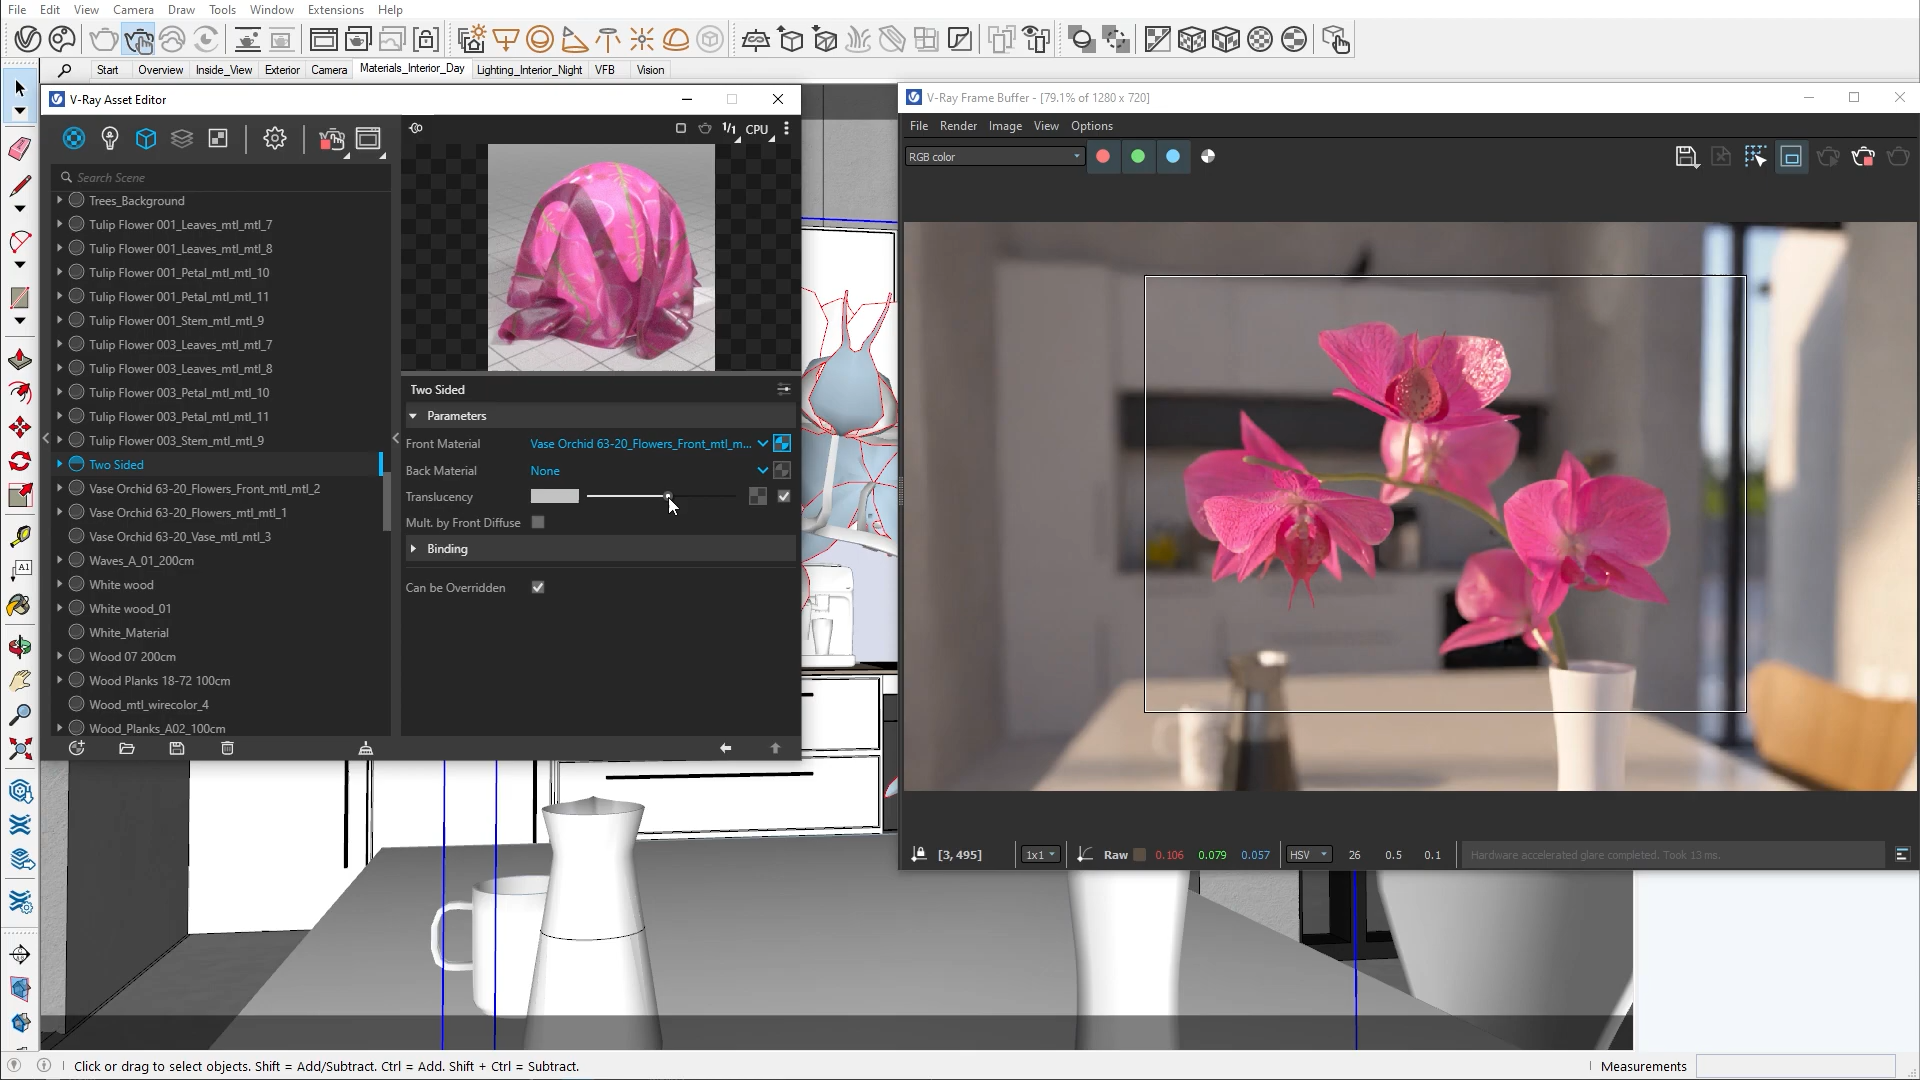 File Edit View Camera Draw Tools Window Extensions Help
Start Overview Inside_View Exterior Camera Materials_Interior_Day Lighting_Interior_Night VFB Vision
V-Ray Asset Editor
1/1 CPU
Search Scene
Trees_Background
Tulip Flower 001_Leaves_mtl_mtl_7
Tulip Flower 001_Leaves_mtl_mtl_8
Tulip Flower 001_Petal_mtl_mtl_10
Tulip Flower 001_Petal_mtl_mtl_11
Tulip Flower 001_Stem_mtl_mtl_9
Tulip Flower 003_Leaves_mtl_mtl_7
Tulip Flower 003_Leaves_mtl_mtl_8
Tulip Flower 003_Petal_mtl_mtl_10
Tulip Flower 003_Petal_mtl_mtl_11
Tulip Flower 003_Stem_mtl_mtl_9
Two Sided
Vase Orchid 63-20_Flowers_Front_mtl_mtl_2
Vase Orchid 63-20_Flowers_mtl_mtl_1
Vase Orchid 63-20_Vase_mtl_mtl_3
Waves_A_01_200cm
White wood
White wood_01
White_Material
Wood 07 200cm
Wood Planks 18-72 100cm
Wood_mtl_wirecolor_4
Wood_Planks_A02_100cm
Two Sided
Parameters
Front Material Vase Orchid 63-20_Flowers_Front_mtl_m...
Back Material None
Translucency
Mult. by Front Diffuse
Binding
Can be Overridden
V-Ray Frame Buffer - [79.1% of 1280 x 720]
File Render Image View Options
RGB color
[3, 495] 1x1 Raw 0.106 0.079 0.057 HSV 26 0.5 0.1 Hardware accelerated glare completed. Took 13 ms.
A1
Click or drag to select objects. Shift = Add/Subtract. Ctrl = Add. Shift + Ctrl = Subtract. Measurements